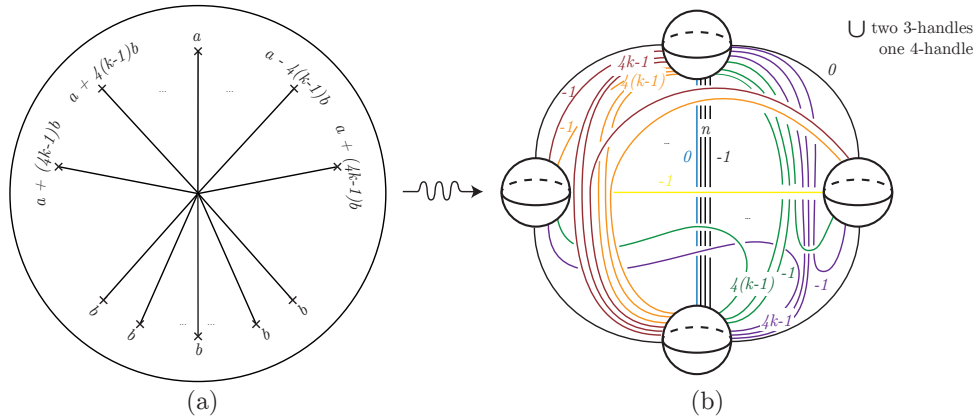 a
a + 4(k-1)b
a - 4(k-1)b
...
...
a + (4k-1)b
a + (4k-1)b
b
b
...
...
b
b
b
(a)
⋃ two 3-handles
one 4-handle
0
4k-1
4(k-1)
-1
-1
n
...
0
-1
-1
...
4(k-1)
-1
-1
4k-1
(b)